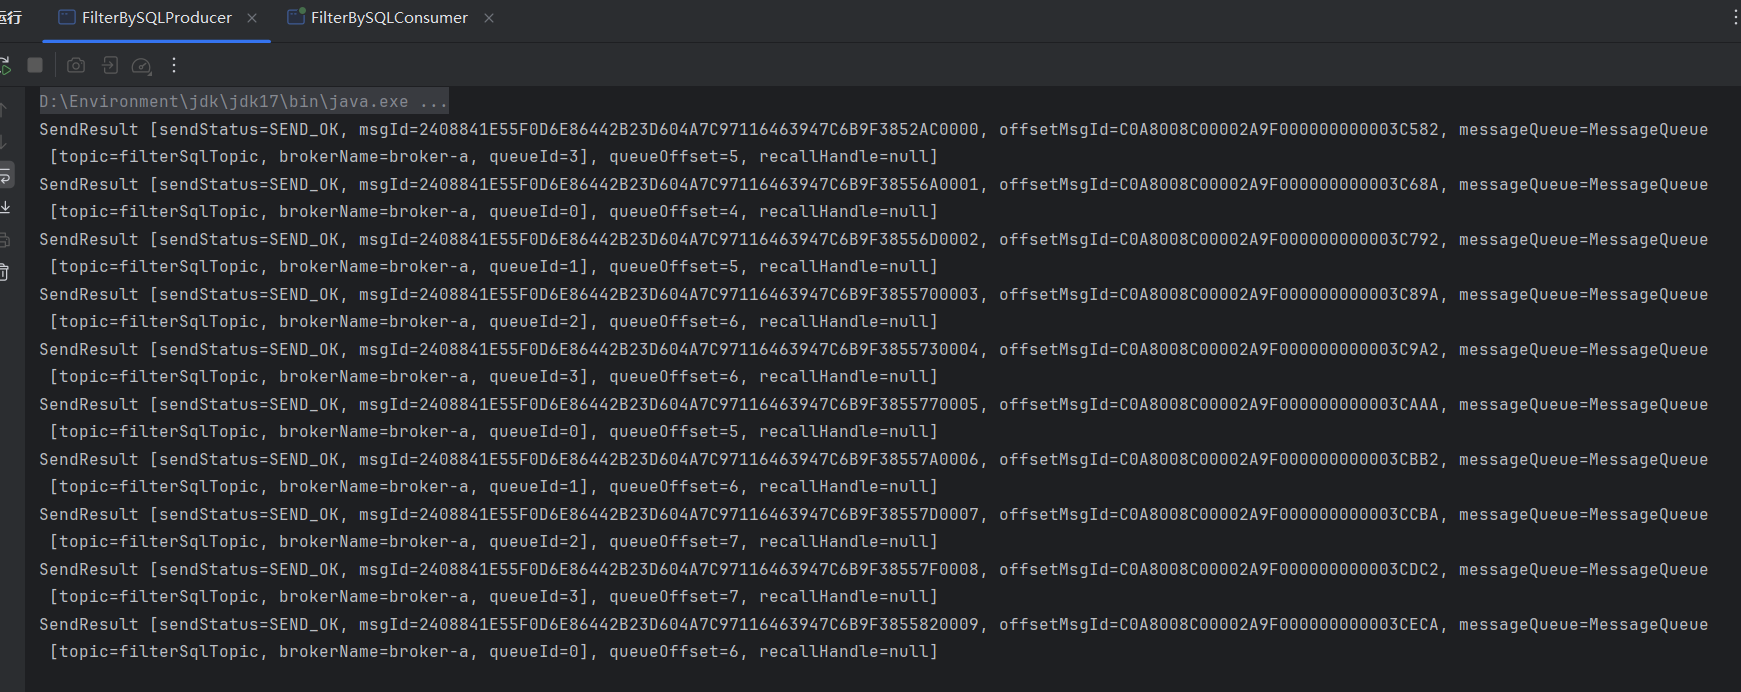 运行
FilterBySQLProducer
FilterBySQLConsumer
D:\Environment\jdk\jdk17\bin\java.exe ...
SendResult [sendStatus=SEND_OK, msgId=2408841E55F0D6E86442B23D604A7C97116463947C6B9F3852AC0000, offsetMsgId=C0A8008C00002A9F000000000003C582, messageQueue=MessageQueue
[topic=filterSqlTopic, brokerName=broker-a, queueId=3], queueOffset=5, recallHandle=null]
SendResult [sendStatus=SEND_OK, msgId=2408841E55F0D6E86442B23D604A7C97116463947C6B9F38556A0001, offsetMsgId=C0A8008C00002A9F000000000003C68A, messageQueue=MessageQueue
[topic=filterSqlTopic, brokerName=broker-a, queueId=0], queueOffset=4, recallHandle=null]
SendResult [sendStatus=SEND_OK, msgId=2408841E55F0D6E86442B23D604A7C97116463947C6B9F38556D0002, offsetMsgId=C0A8008C00002A9F000000000003C792, messageQueue=MessageQueue
[topic=filterSqlTopic, brokerName=broker-a, queueId=1], queueOffset=5, recallHandle=null]
SendResult [sendStatus=SEND_OK, msgId=2408841E55F0D6E86442B23D604A7C97116463947C6B9F3855700003, offsetMsgId=C0A8008C00002A9F000000000003C89A, messageQueue=MessageQueue
[topic=filterSqlTopic, brokerName=broker-a, queueId=2], queueOffset=6, recallHandle=null]
SendResult [sendStatus=SEND_OK, msgId=2408841E55F0D6E86442B23D604A7C97116463947C6B9F3855730004, offsetMsgId=C0A8008C00002A9F000000000003C9A2, messageQueue=MessageQueue
[topic=filterSqlTopic, brokerName=broker-a, queueId=3], queueOffset=6, recallHandle=null]
SendResult [sendStatus=SEND_OK, msgId=2408841E55F0D6E86442B23D604A7C97116463947C6B9F3855770005, offsetMsgId=C0A8008C00002A9F000000000003CAAA, messageQueue=MessageQueue
[topic=filterSqlTopic, brokerName=broker-a, queueId=0], queueOffset=5, recallHandle=null]
SendResult [sendStatus=SEND_OK, msgId=2408841E55F0D6E86442B23D604A7C97116463947C6B9F38557A0006, offsetMsgId=C0A8008C00002A9F000000000003CBB2, messageQueue=MessageQueue
[topic=filterSqlTopic, brokerName=broker-a, queueId=1], queueOffset=6, recallHandle=null]
SendResult [sendStatus=SEND_OK, msgId=2408841E55F0D6E86442B23D604A7C97116463947C6B9F38557D0007, offsetMsgId=C0A8008C00002A9F000000000003CCBA, messageQueue=MessageQueue
[topic=filterSqlTopic, brokerName=broker-a, queueId=2], queueOffset=7, recallHandle=null]
SendResult [sendStatus=SEND_OK, msgId=2408841E55F0D6E86442B23D604A7C97116463947C6B9F38557F0008, offsetMsgId=C0A8008C00002A9F000000000003CDC2, messageQueue=MessageQueue
[topic=filterSqlTopic, brokerName=broker-a, queueId=3], queueOffset=7, recallHandle=null]
SendResult [sendStatus=SEND_OK, msgId=2408841E55F0D6E86442B23D604A7C97116463947C6B9F3855820009, offsetMsgId=C0A8008C00002A9F000000000003CECA, messageQueue=MessageQueue
[topic=filterSqlTopic, brokerName=broker-a, queueId=0], queueOffset=6, recallHandle=null]